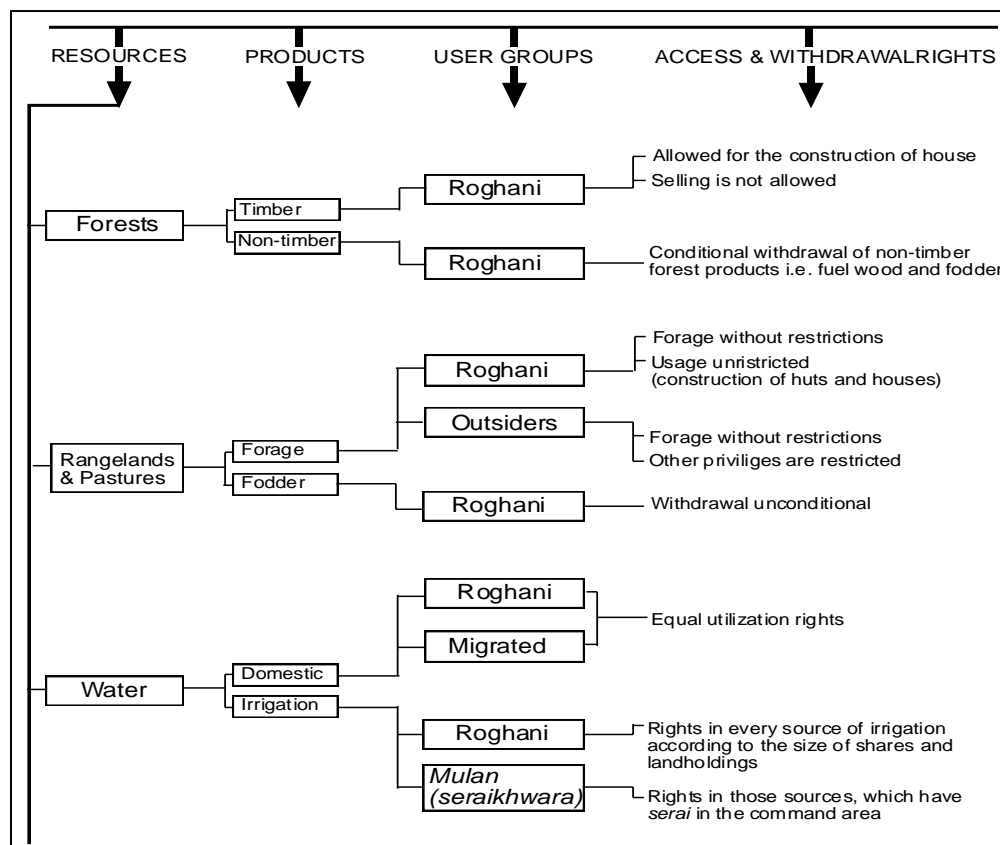 RESOURCES PRODUCTS USER GROUPS ACCESS & WITHDRAWALRIGHTS
Allowed for the construction of house
Selling is not allowed
Roghani
Timber
Forests
Non-timber
Roghani
Conditional withdrawal of non-timber
forest products i.e. fuel wood and fodder
Forage without restrictions
Usage unristricted
(construction of huts and houses)
Roghani
Outsiders
Forage without restrictions
Other priviliges are restricted
Forage
Rangelands
& Pastures
Fodder
Roghani
Withdrawal unconditional
Roghani
Equal utilization rights
Migrated
Domestic
Water
Irrigation
Roghani
Rights in every source of irrigation
according to the size of shares and
landholdings
Mulan
(seraikhwara)
Rights in those sources, which have
serai in the command area